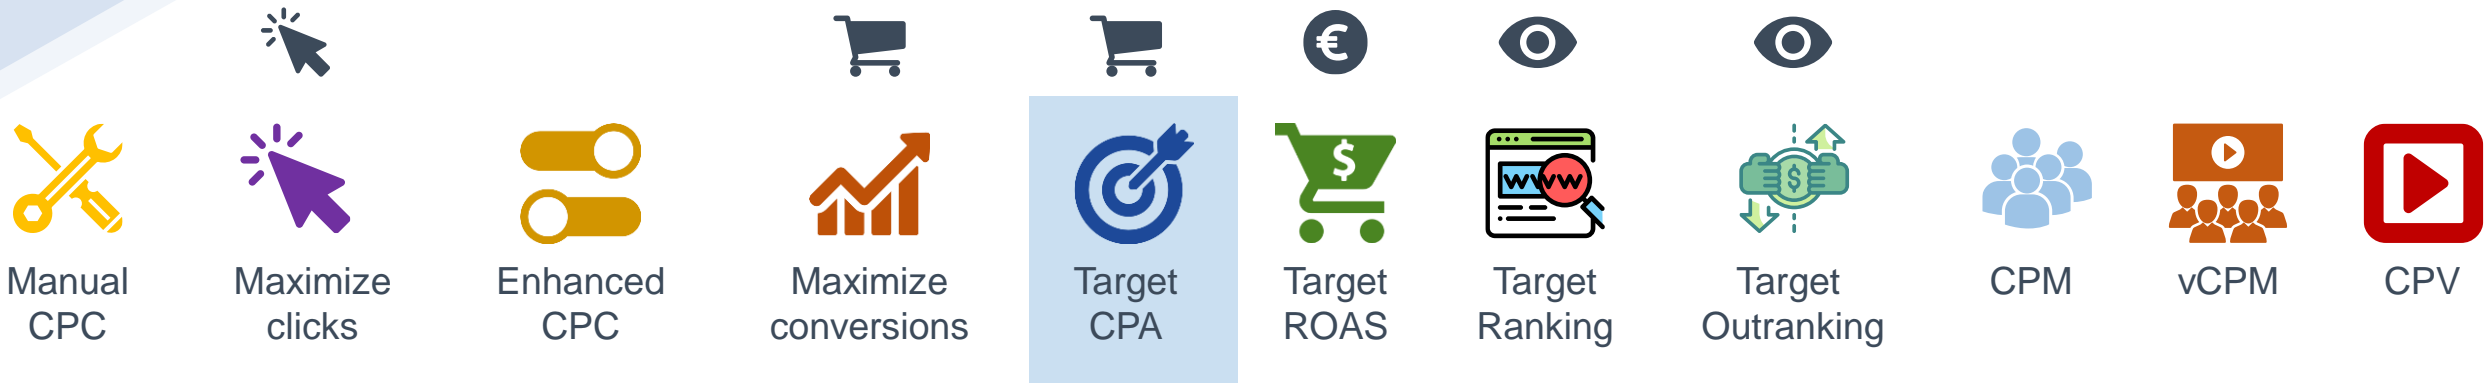 €
$
www
$
Manual
CPC
Maximize
clicks
Enhanced
CPC
Maximize
conversions
Target
CPA
Target
ROAS
Target
Ranking
Target
Outranking
CPM
vCPM
CPV